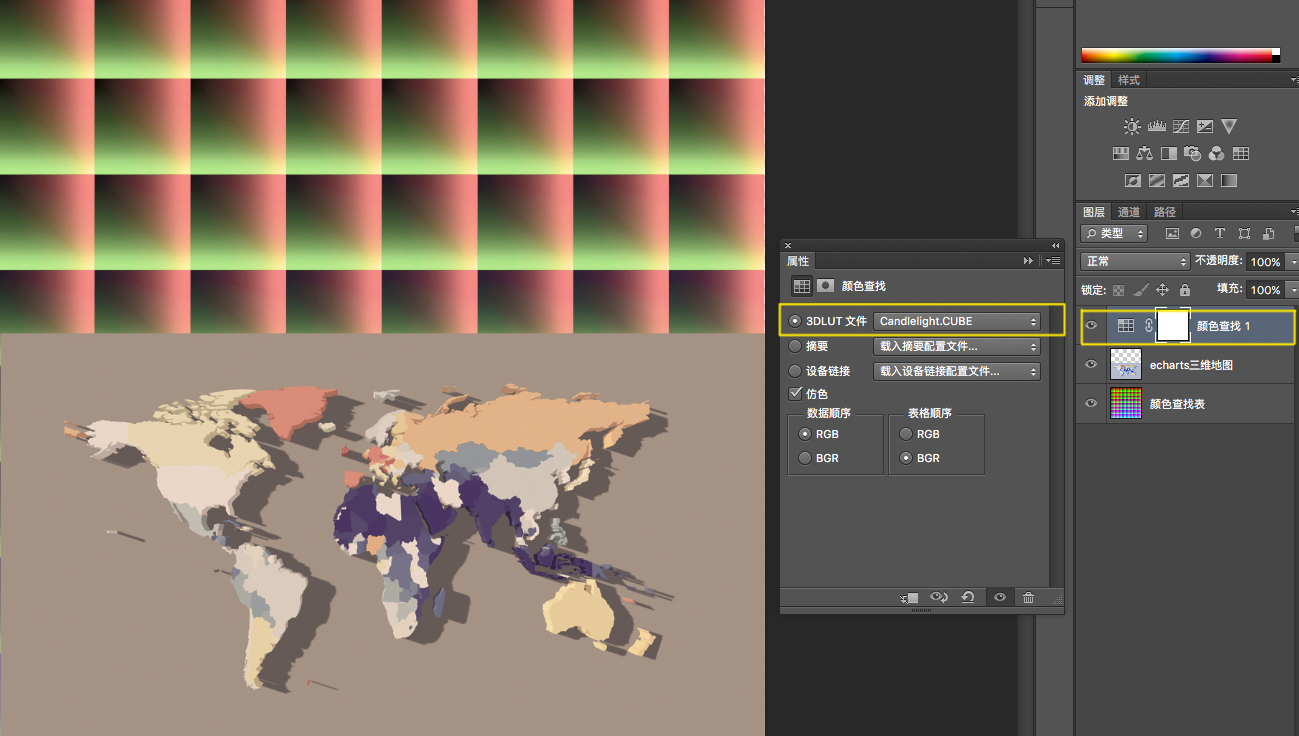 调整 样式
添加调整
图层 通道 路径
类型
正常 不透明度: 100%
锁定: 填充: 100%
颜色查找 1
echarts三维地图
颜色查找表
属性
颜色查找
3DLUT 文件 Candlelight.CUBE
摘要 载入摘要配置文件...
设备链接 载入设备链接配置文件...
仿色
数据顺序 表格顺序
RGB RGB
BGR BGR